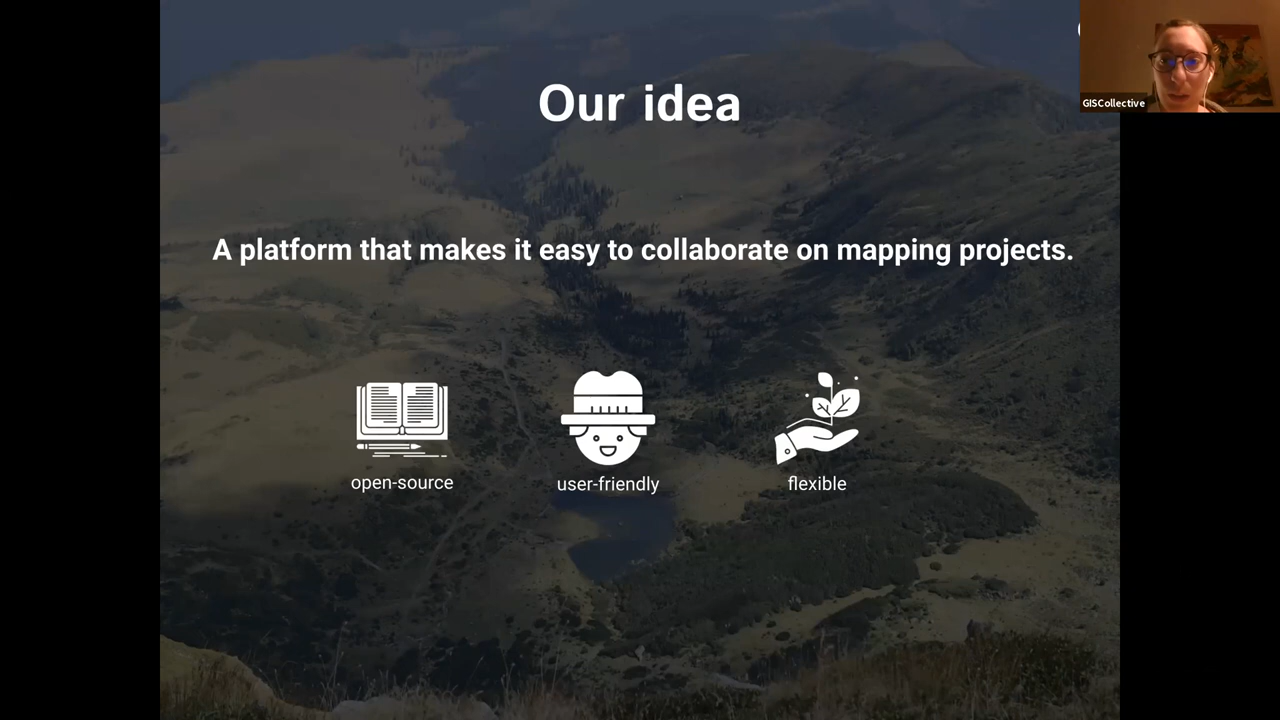 Our idea
GISCollective
A platform that makes it easy to collaborate on mapping projects.
open-source
user-friendly
flexible